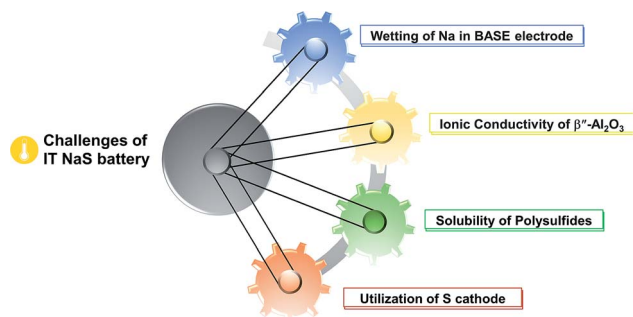 Wetting of Na in BASE electrode
Challenges of
IT NaS battery
Ionic Conductivity of β″-Al₂O₃
Solubility of Polysulfides
Utilization of S cathode